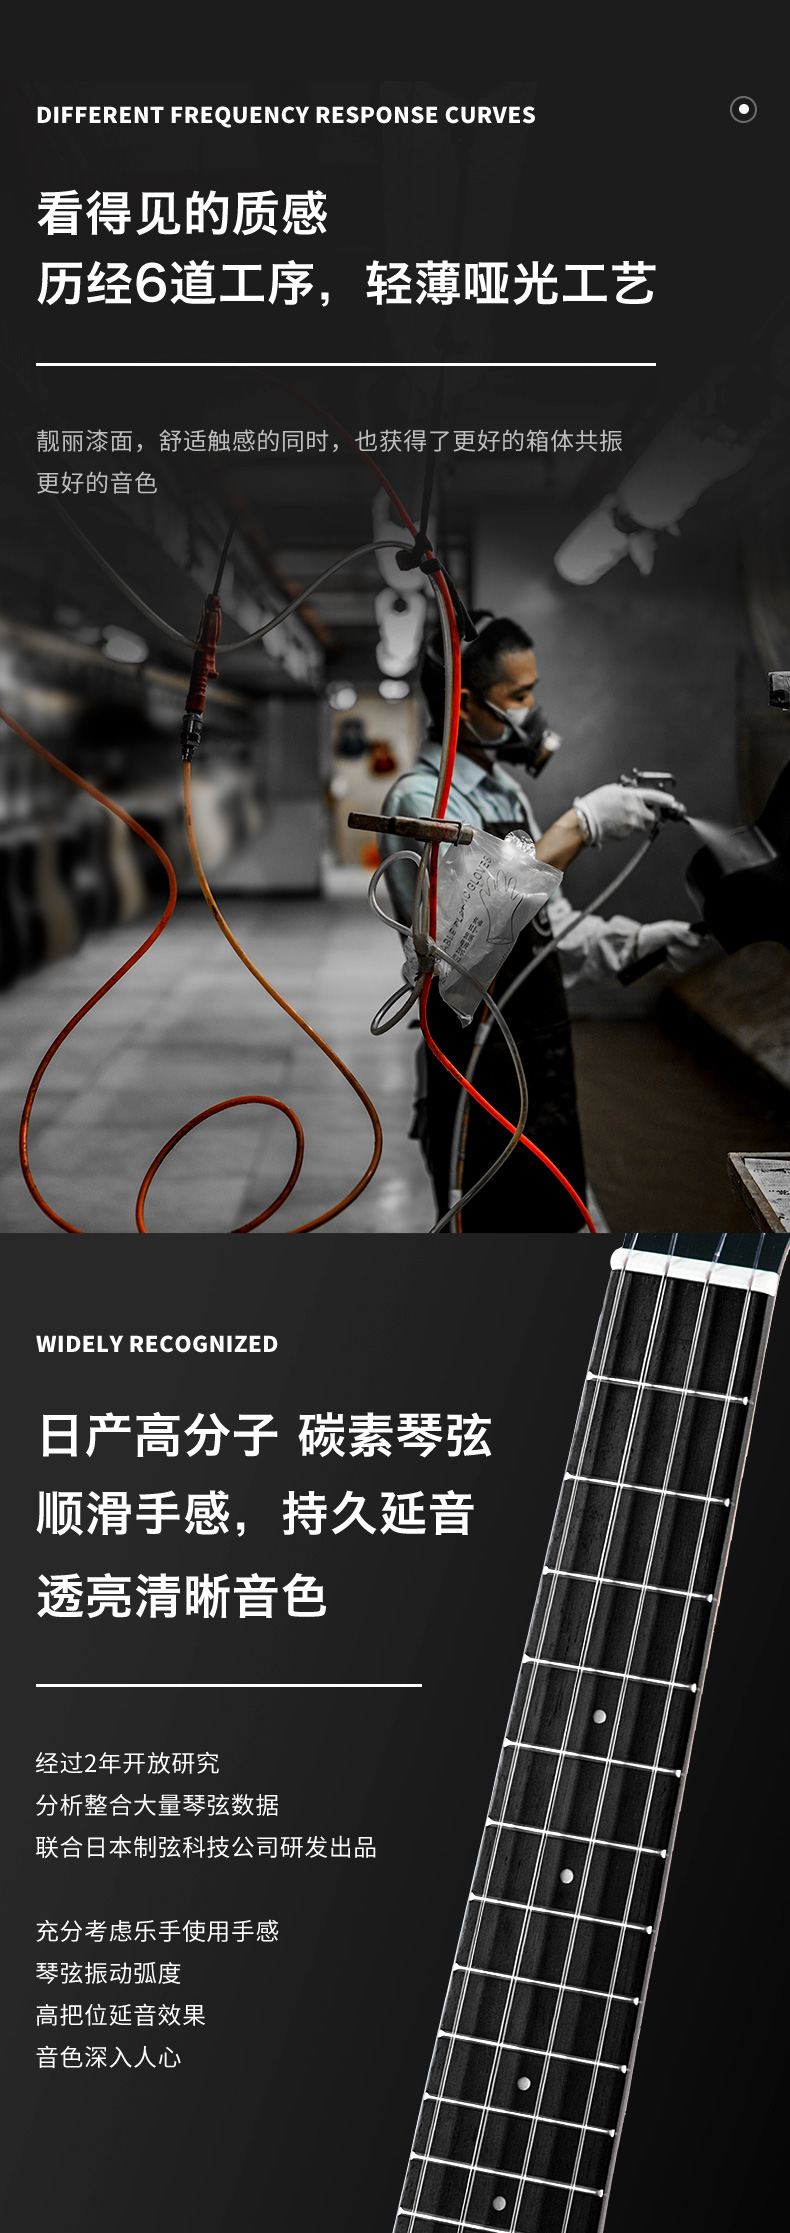 DIFFERENT FREQUENCY RESPONSE CURVES
看得见的质感
历经6道工序，轻薄哑光工艺
靓丽漆面，舒适触感的同时，也获得了更好的箱体共振
更好的音色
WIDELY RECOGNIZED
日产高分子 碳素琴弦
顺滑手感，持久延音
透亮清晰音色
经过2年开放研究
分析整合大量琴弦数据
联合日本制弦科技公司研发出品
充分考虑乐手使用手感
琴弦振动弧度
高把位延音效果
音色深入人心